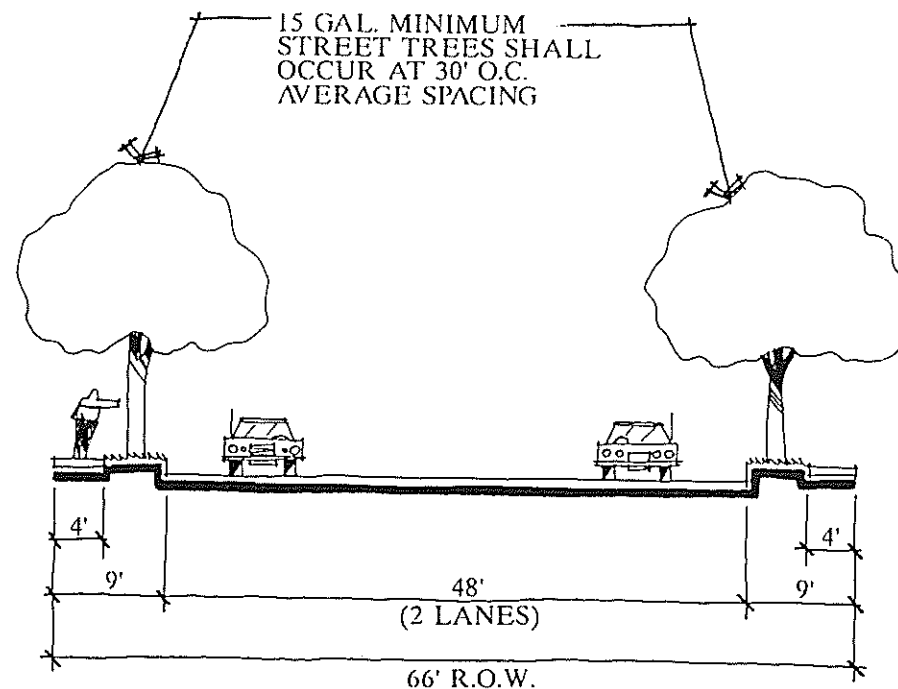 15 GAL. MINIMUM
STREET TREES SHALL
OCCUR AT 30' O.C.
AVERAGE SPACING
4'
4'
9'
48'
9'
(2 LANES)
66' R.O.W.